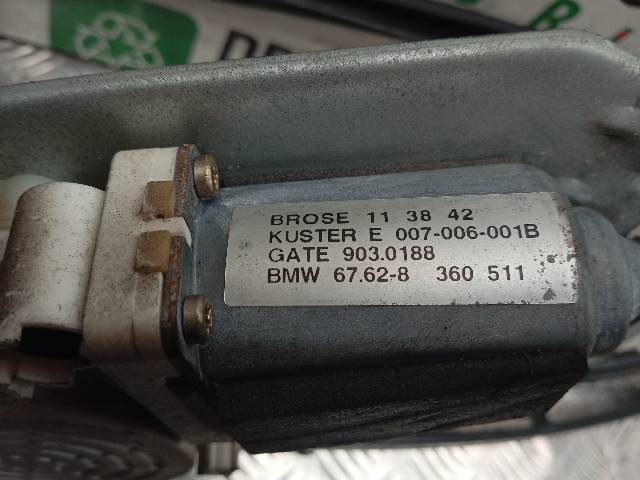 BROSE 11 38 42
KUSTER E 007-006-001B
GATE 903.0188
BMW 67.62-8 360 511